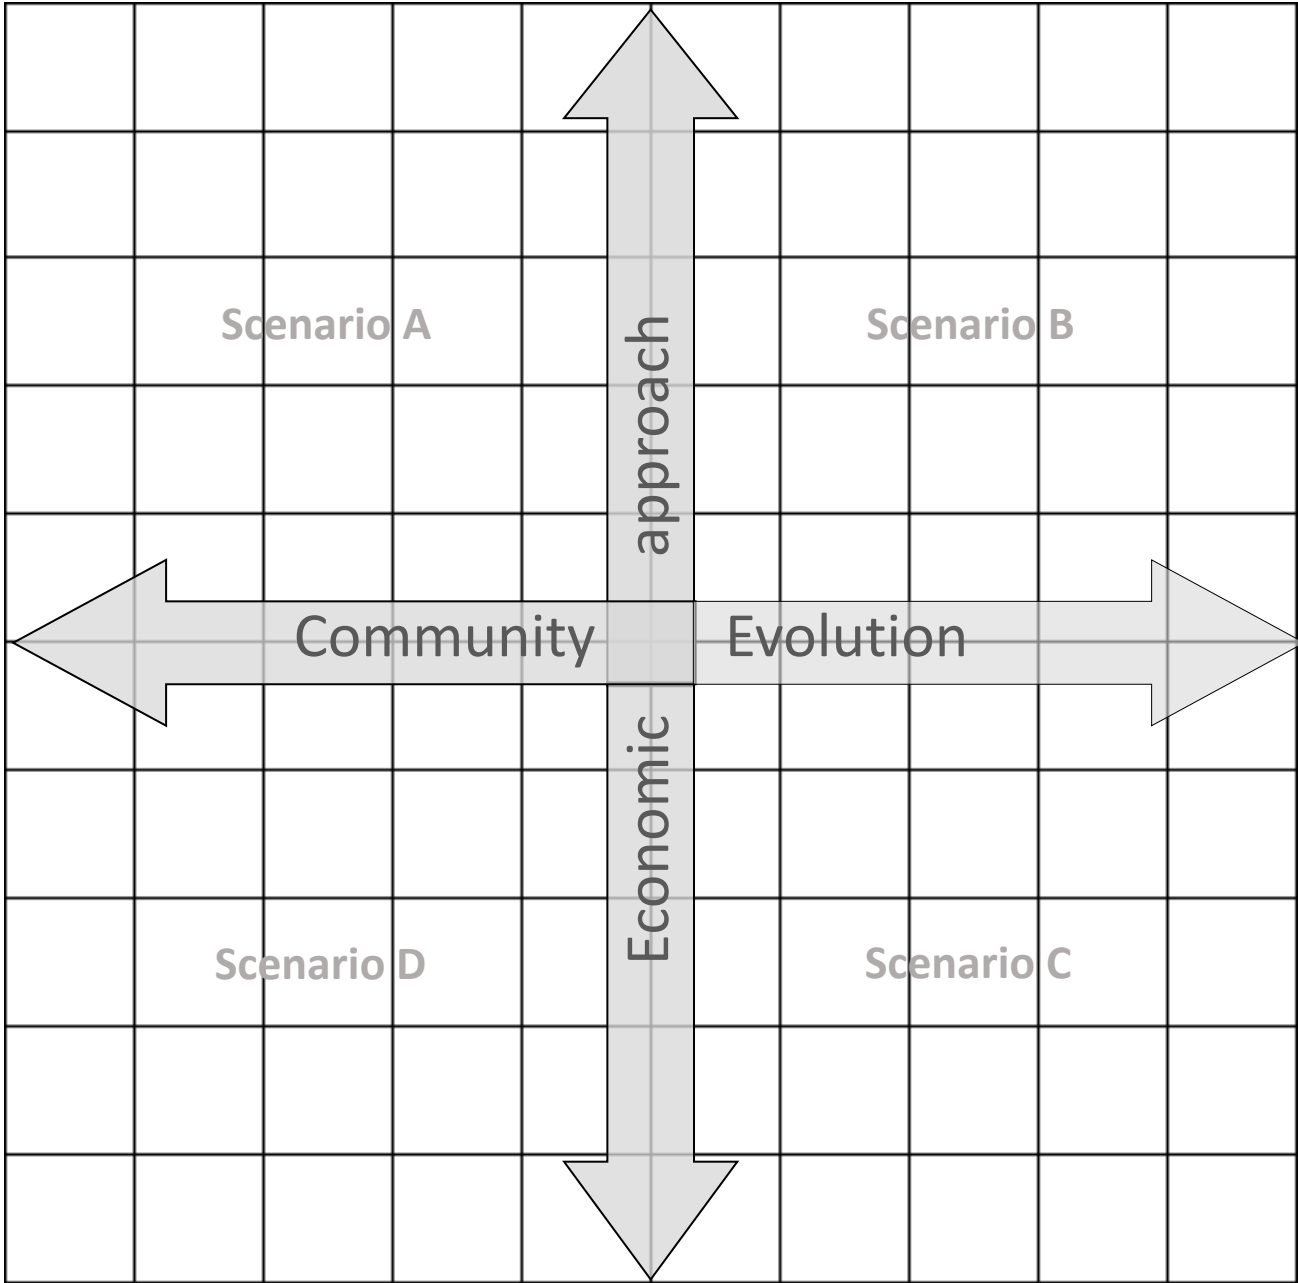 Scenario A
Scenario B
Economic approach
Community Evolution
Scenario D
Scenario C